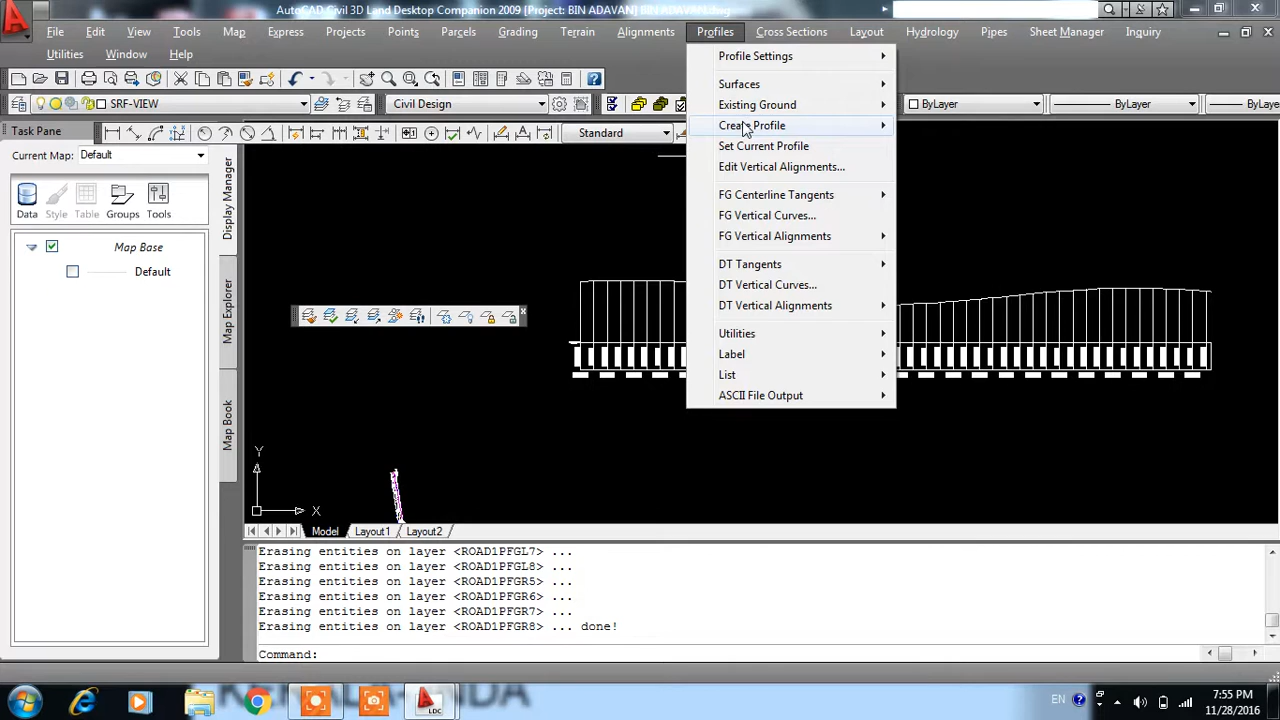 AutoCAD Civil 3D Land Desktop Companion 2009 [Project: BIN ADAVAN]
File Edit View Tools Map Express Projects Points Parcels Grading Terrain Alignments Profiles Cross Sections Layout Hydrology Pipes Sheet Manager Inquiry
Utilities Window Help
SRF-VIEW
Civil Design
ByLayer
ByLayer
ByLayer
Task Pane
Standard
Current Map: Default
Data Style Table Groups Tools
Map Base
Default
Display Manager
Map Explorer
Map Book
Profile Settings
Surfaces
Existing Ground
Create Profile
Set Current Profile
Edit Vertical Alignments...
FG Centerline Tangents
FG Vertical Curves...
FG Vertical Alignments
DT Tangents
DT Vertical Curves...
DT Vertical Alignments
Utilities
Label
List
ASCII File Output
Y
X
Model Layout1 Layout2
Erasing entities on layer <ROAD1PFGL7> ...
Erasing entities on layer <ROAD1PFGL8> ...
Erasing entities on layer <ROAD1PFGR5> ...
Erasing entities on layer <ROAD1PFGR6> ...
Erasing entities on layer <ROAD1PFGR7> ...
Erasing entities on layer <ROAD1PFGR8> ... done!
Command:
LDC
EN
7:55 PM
11/28/2016